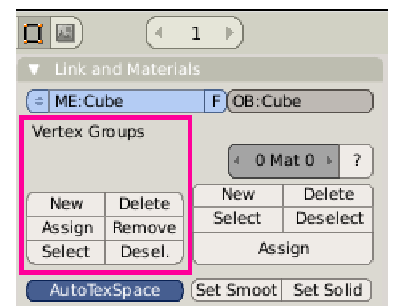 1
Link and Materials
ME:Cube F OB:Cube
Vertex Groups
0 Mat 0 ?
New Delete New Delete
Assign Remove Select Deselect
Select Desel. Assign
AutoTexSpace Set Smoot Set Solid